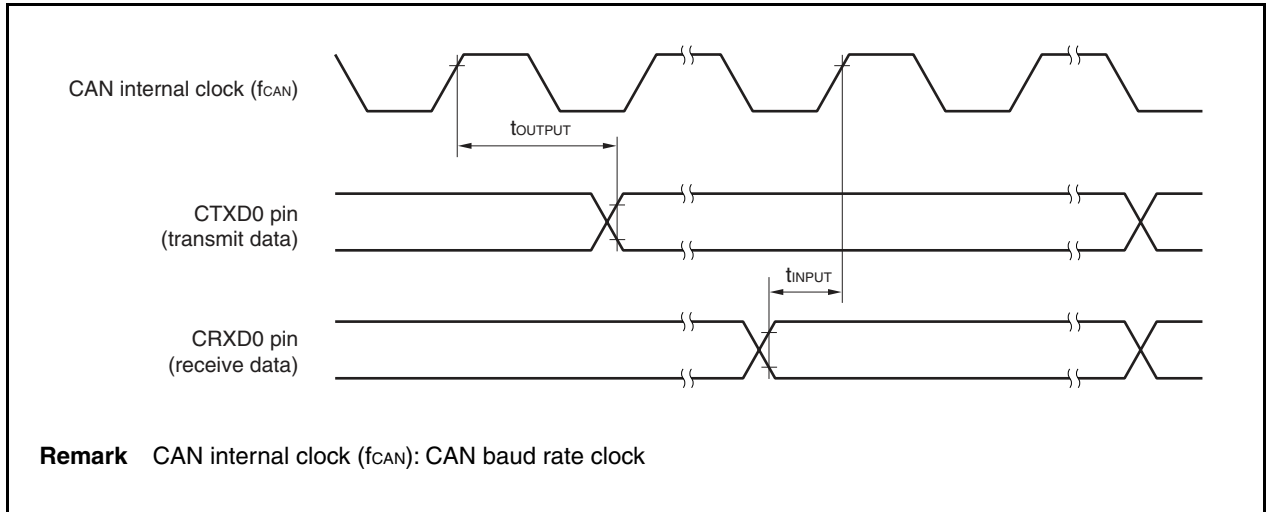 CAN internal clock (fCAN)
tOUTPUT
CTXD0 pin
(transmit data)
tINPUT
CRXD0 pin
(receive data)
Remark CAN internal clock (fCAN): CAN baud rate clock